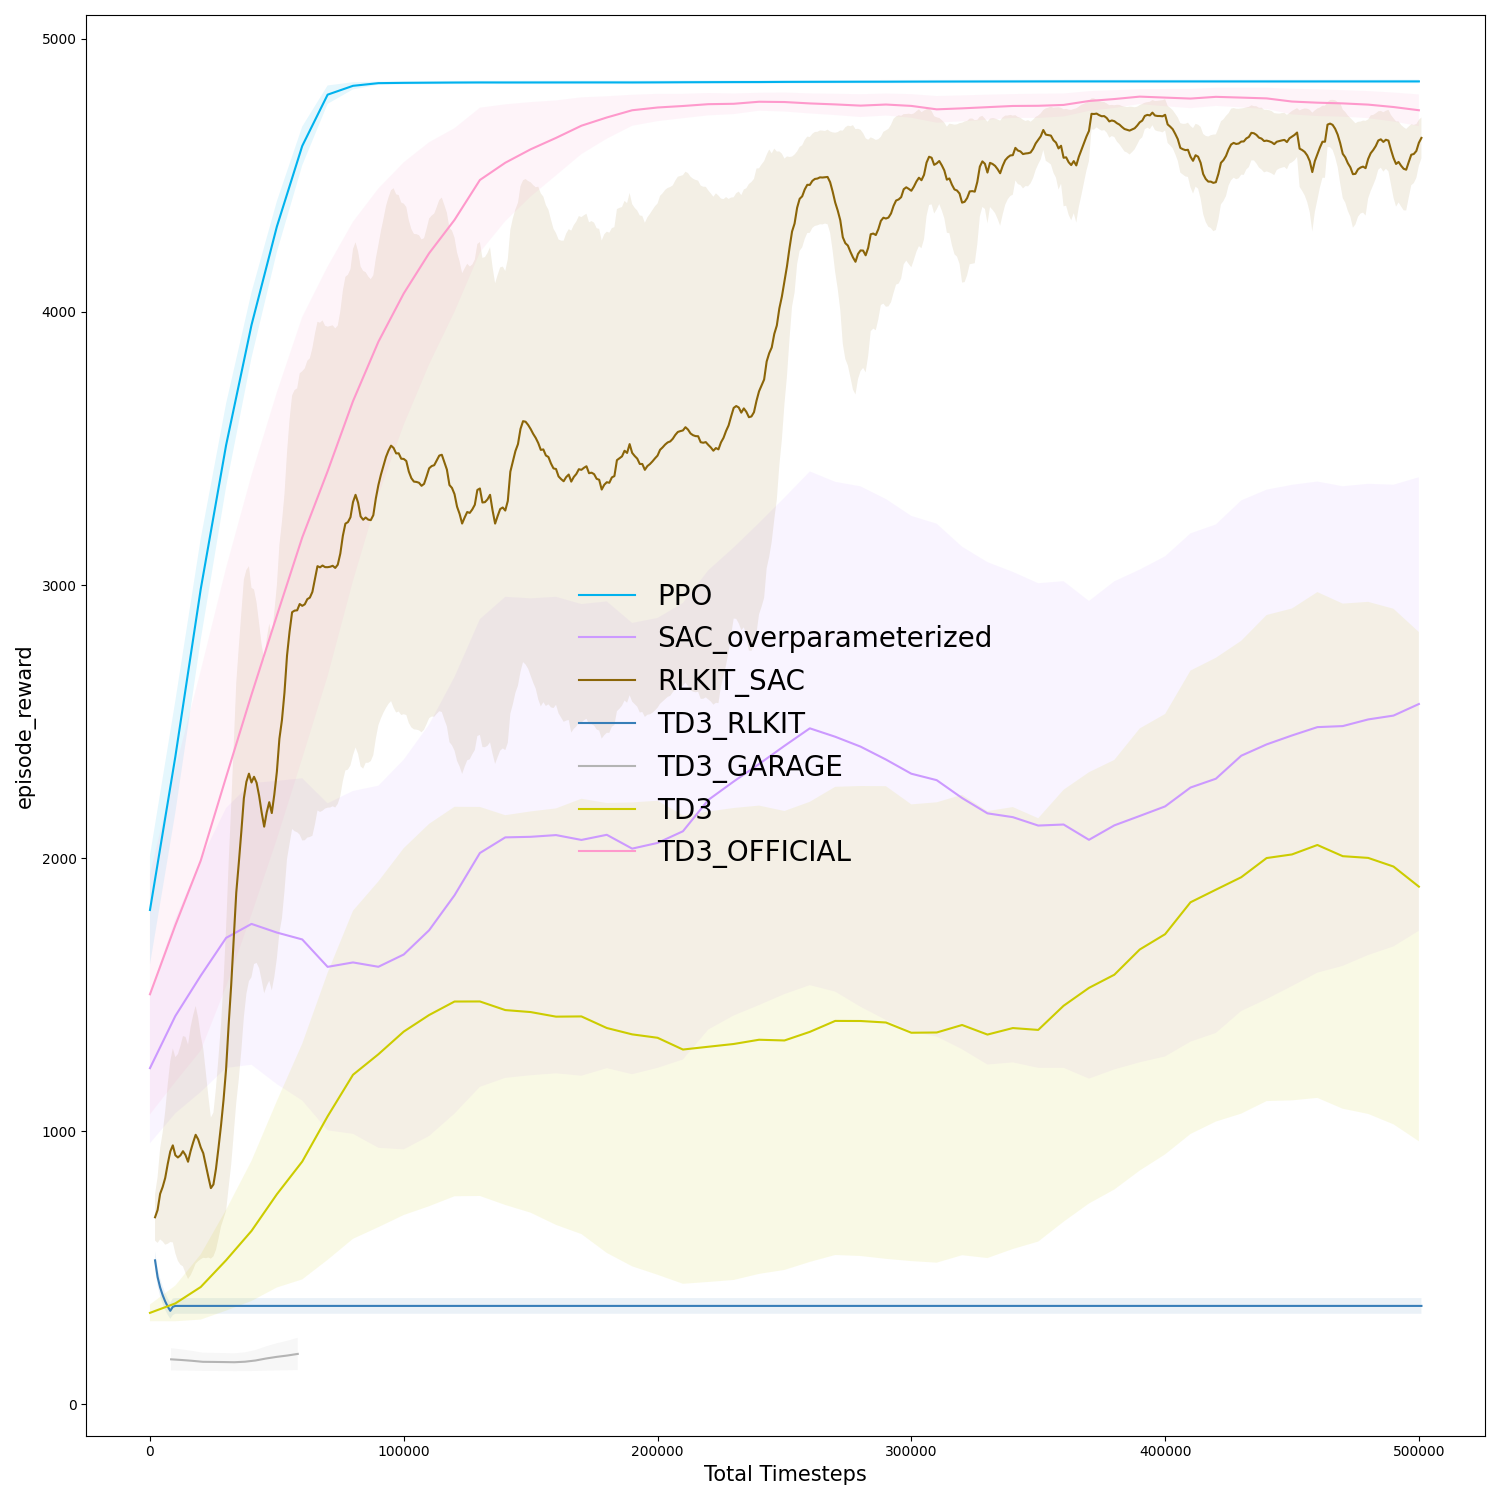 5000
4000
3000
2000
1000
0
episode_reward
PPO
SAC_overparameterized
RLKIT_SAC
TD3_RLKIT
TD3_GARAGE
TD3
TD3_OFFICIAL
0 100000 200000 300000 400000 500000
Total Timesteps